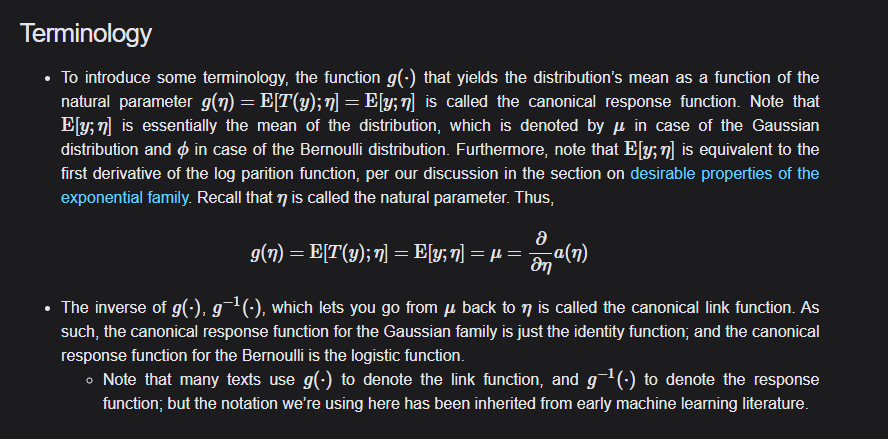 Terminology
• To introduce some terminology, the function g(·) that yields the distribution's mean as a function of the
natural parameter g(η) = E[T(y); η] = E[y; η] is called the canonical response function. Note that
E[y; η] is essentially the mean of the distribution, which is denoted by μ in case of the Gaussian
distribution and ϕ in case of the Bernoulli distribution. Furthermore, note that E[y; η] is equivalent to the
first derivative of the log parition function, per our discussion in the section on desirable properties of the
exponential family. Recall that η is called the natural parameter. Thus,
g(η) = E[T(y); η] = E[y; η] = μ = ∂/∂η a(η)
• The inverse of g(·), g⁻¹(·), which lets you go from μ back to η is called the canonical link function. As
such, the canonical response function for the Gaussian family is just the identity function; and the canonical
response function for the Bernoulli is the logistic function.
◦ Note that many texts use g(·) to denote the link function, and g⁻¹(·) to denote the response
function; but the notation we're using here has been inherited from early machine learning literature.